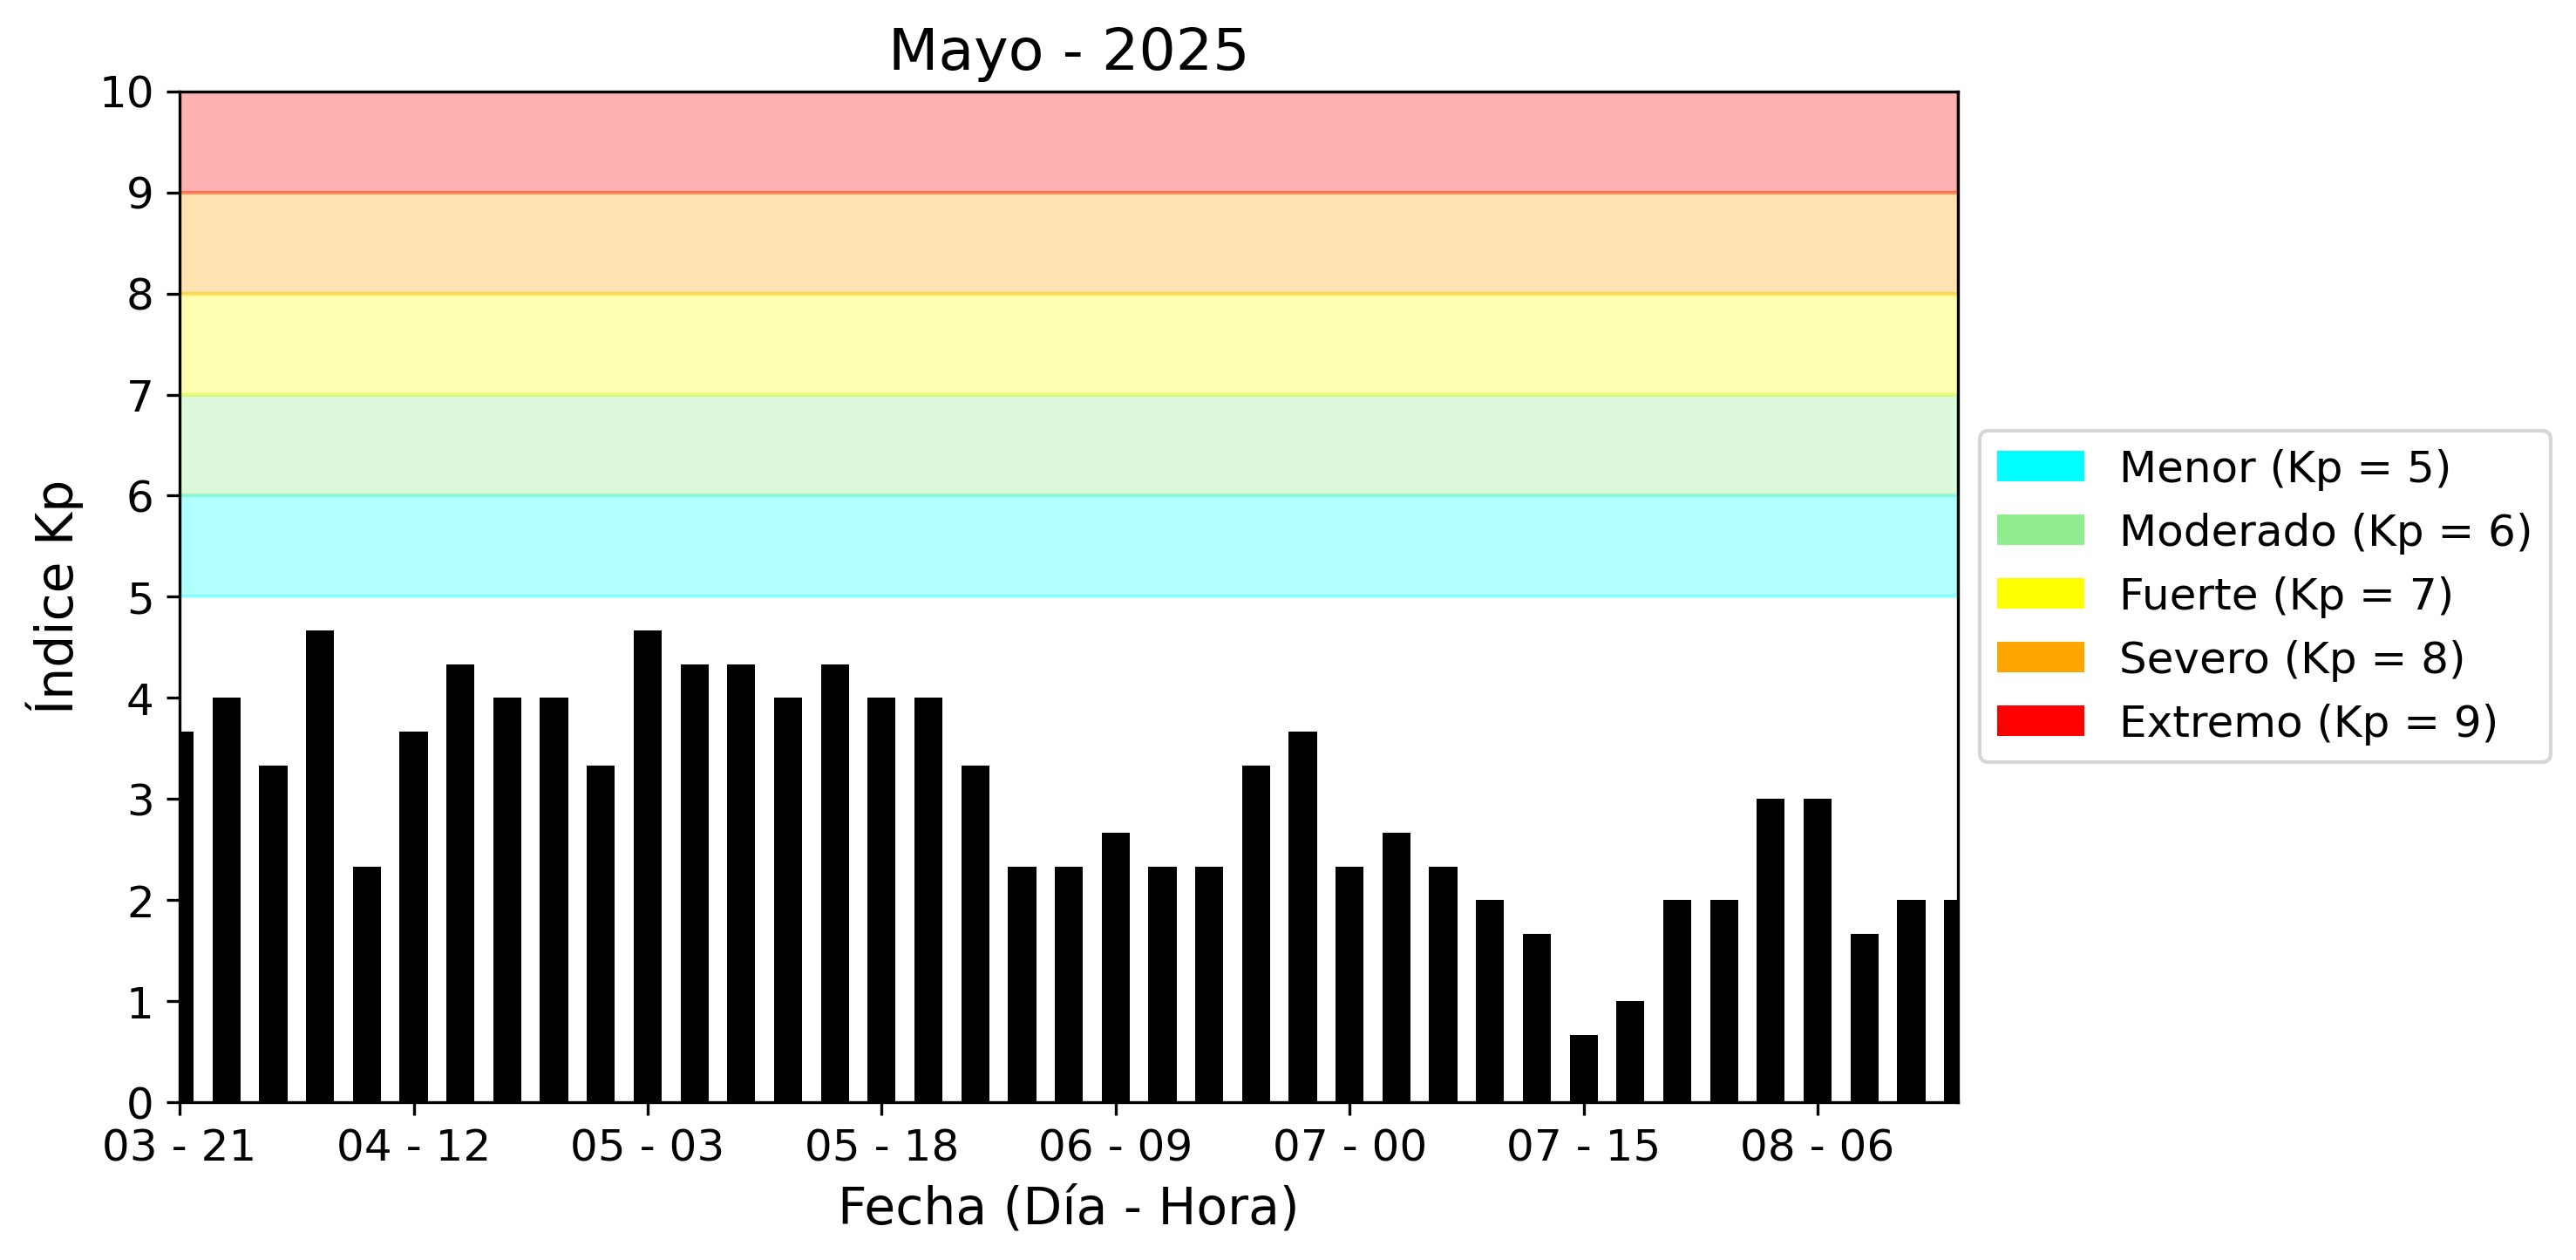 Mayo - 2025
10
9
8
7
6
5
4
3
2
1
0
Índice Kp
03 - 21
04 - 12
05 - 03
05 - 18
06 - 09
07 - 00
07 - 15
08 - 06
Fecha (Día - Hora)
Menor (Kp = 5)
Moderado (Kp = 6)
Fuerte (Kp = 7)
Severo (Kp = 8)
Extremo (Kp = 9)